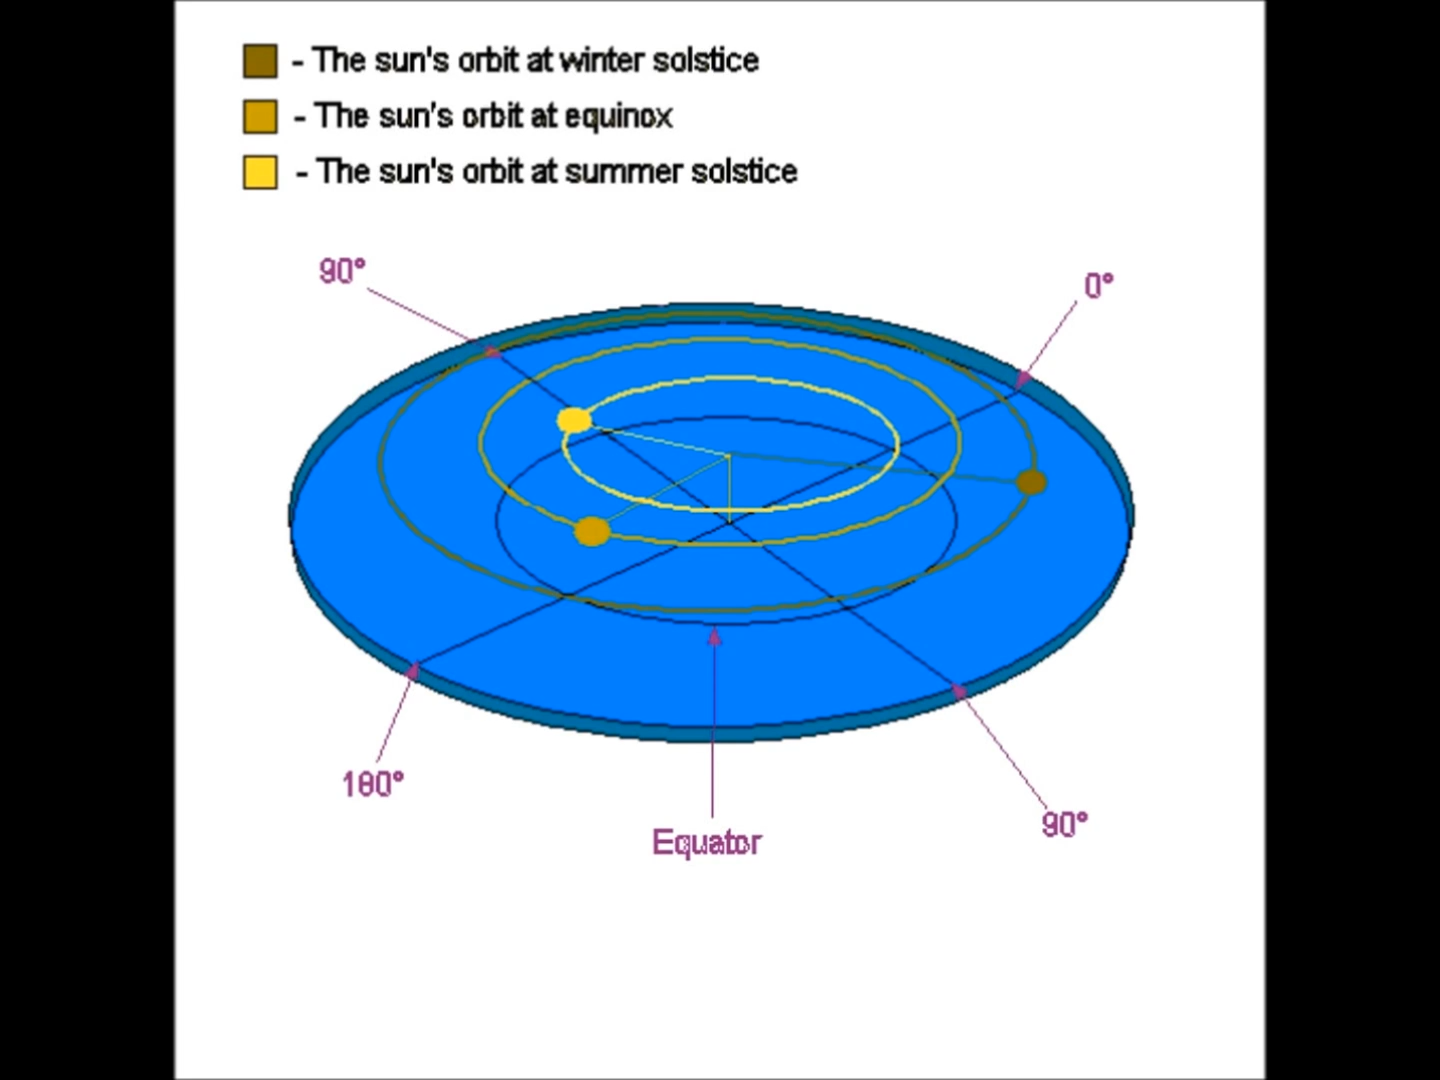 - The sun's orbit at winter solstice
- The sun's orbit at equinox
- The sun's orbit at summer solstice
90°
0°
180°
90°
Equator